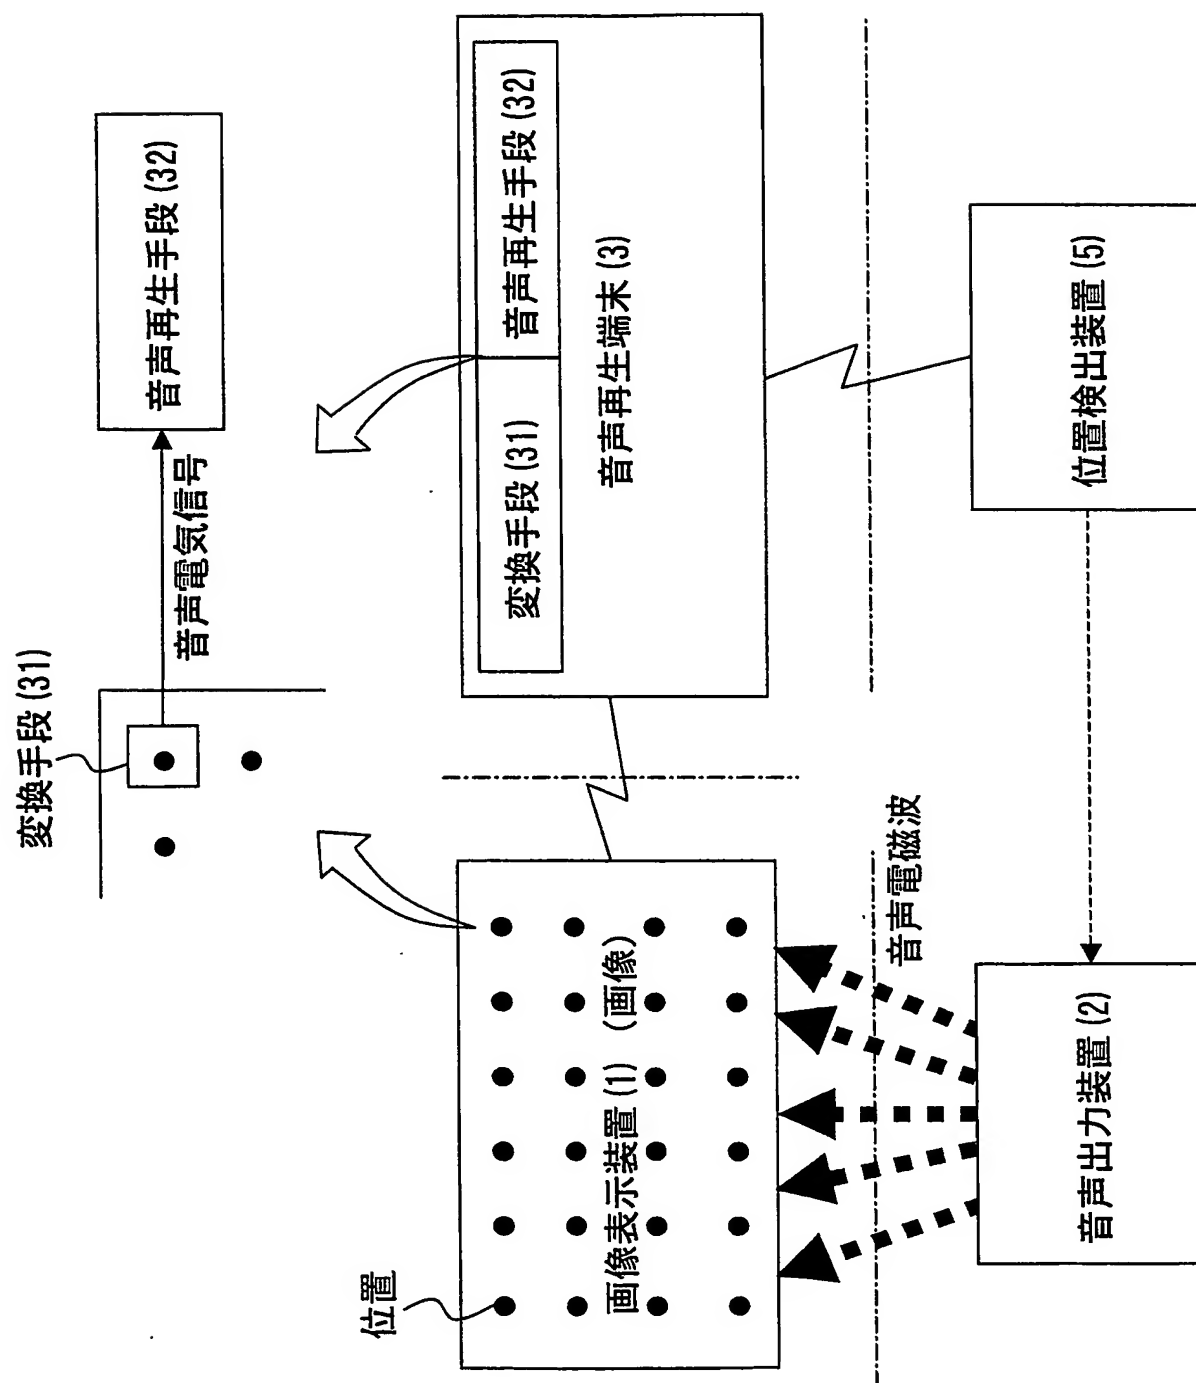 変換手段(31)
音声電気信号
音声再生手段(32)
位置
画像表示装置(1) (画像)
変換手段(31)
音声再生手段(32)
音声再生端末(3)
音声電磁波
音声出力装置(2)
位置検出装置(5)